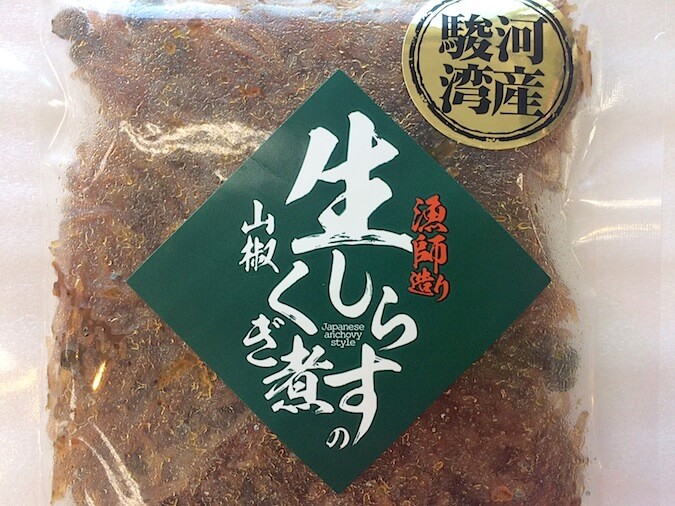 駿河
湾産
漁師造り
生しらすの
くぎ煮
山椒
Japanese
anchovy
style